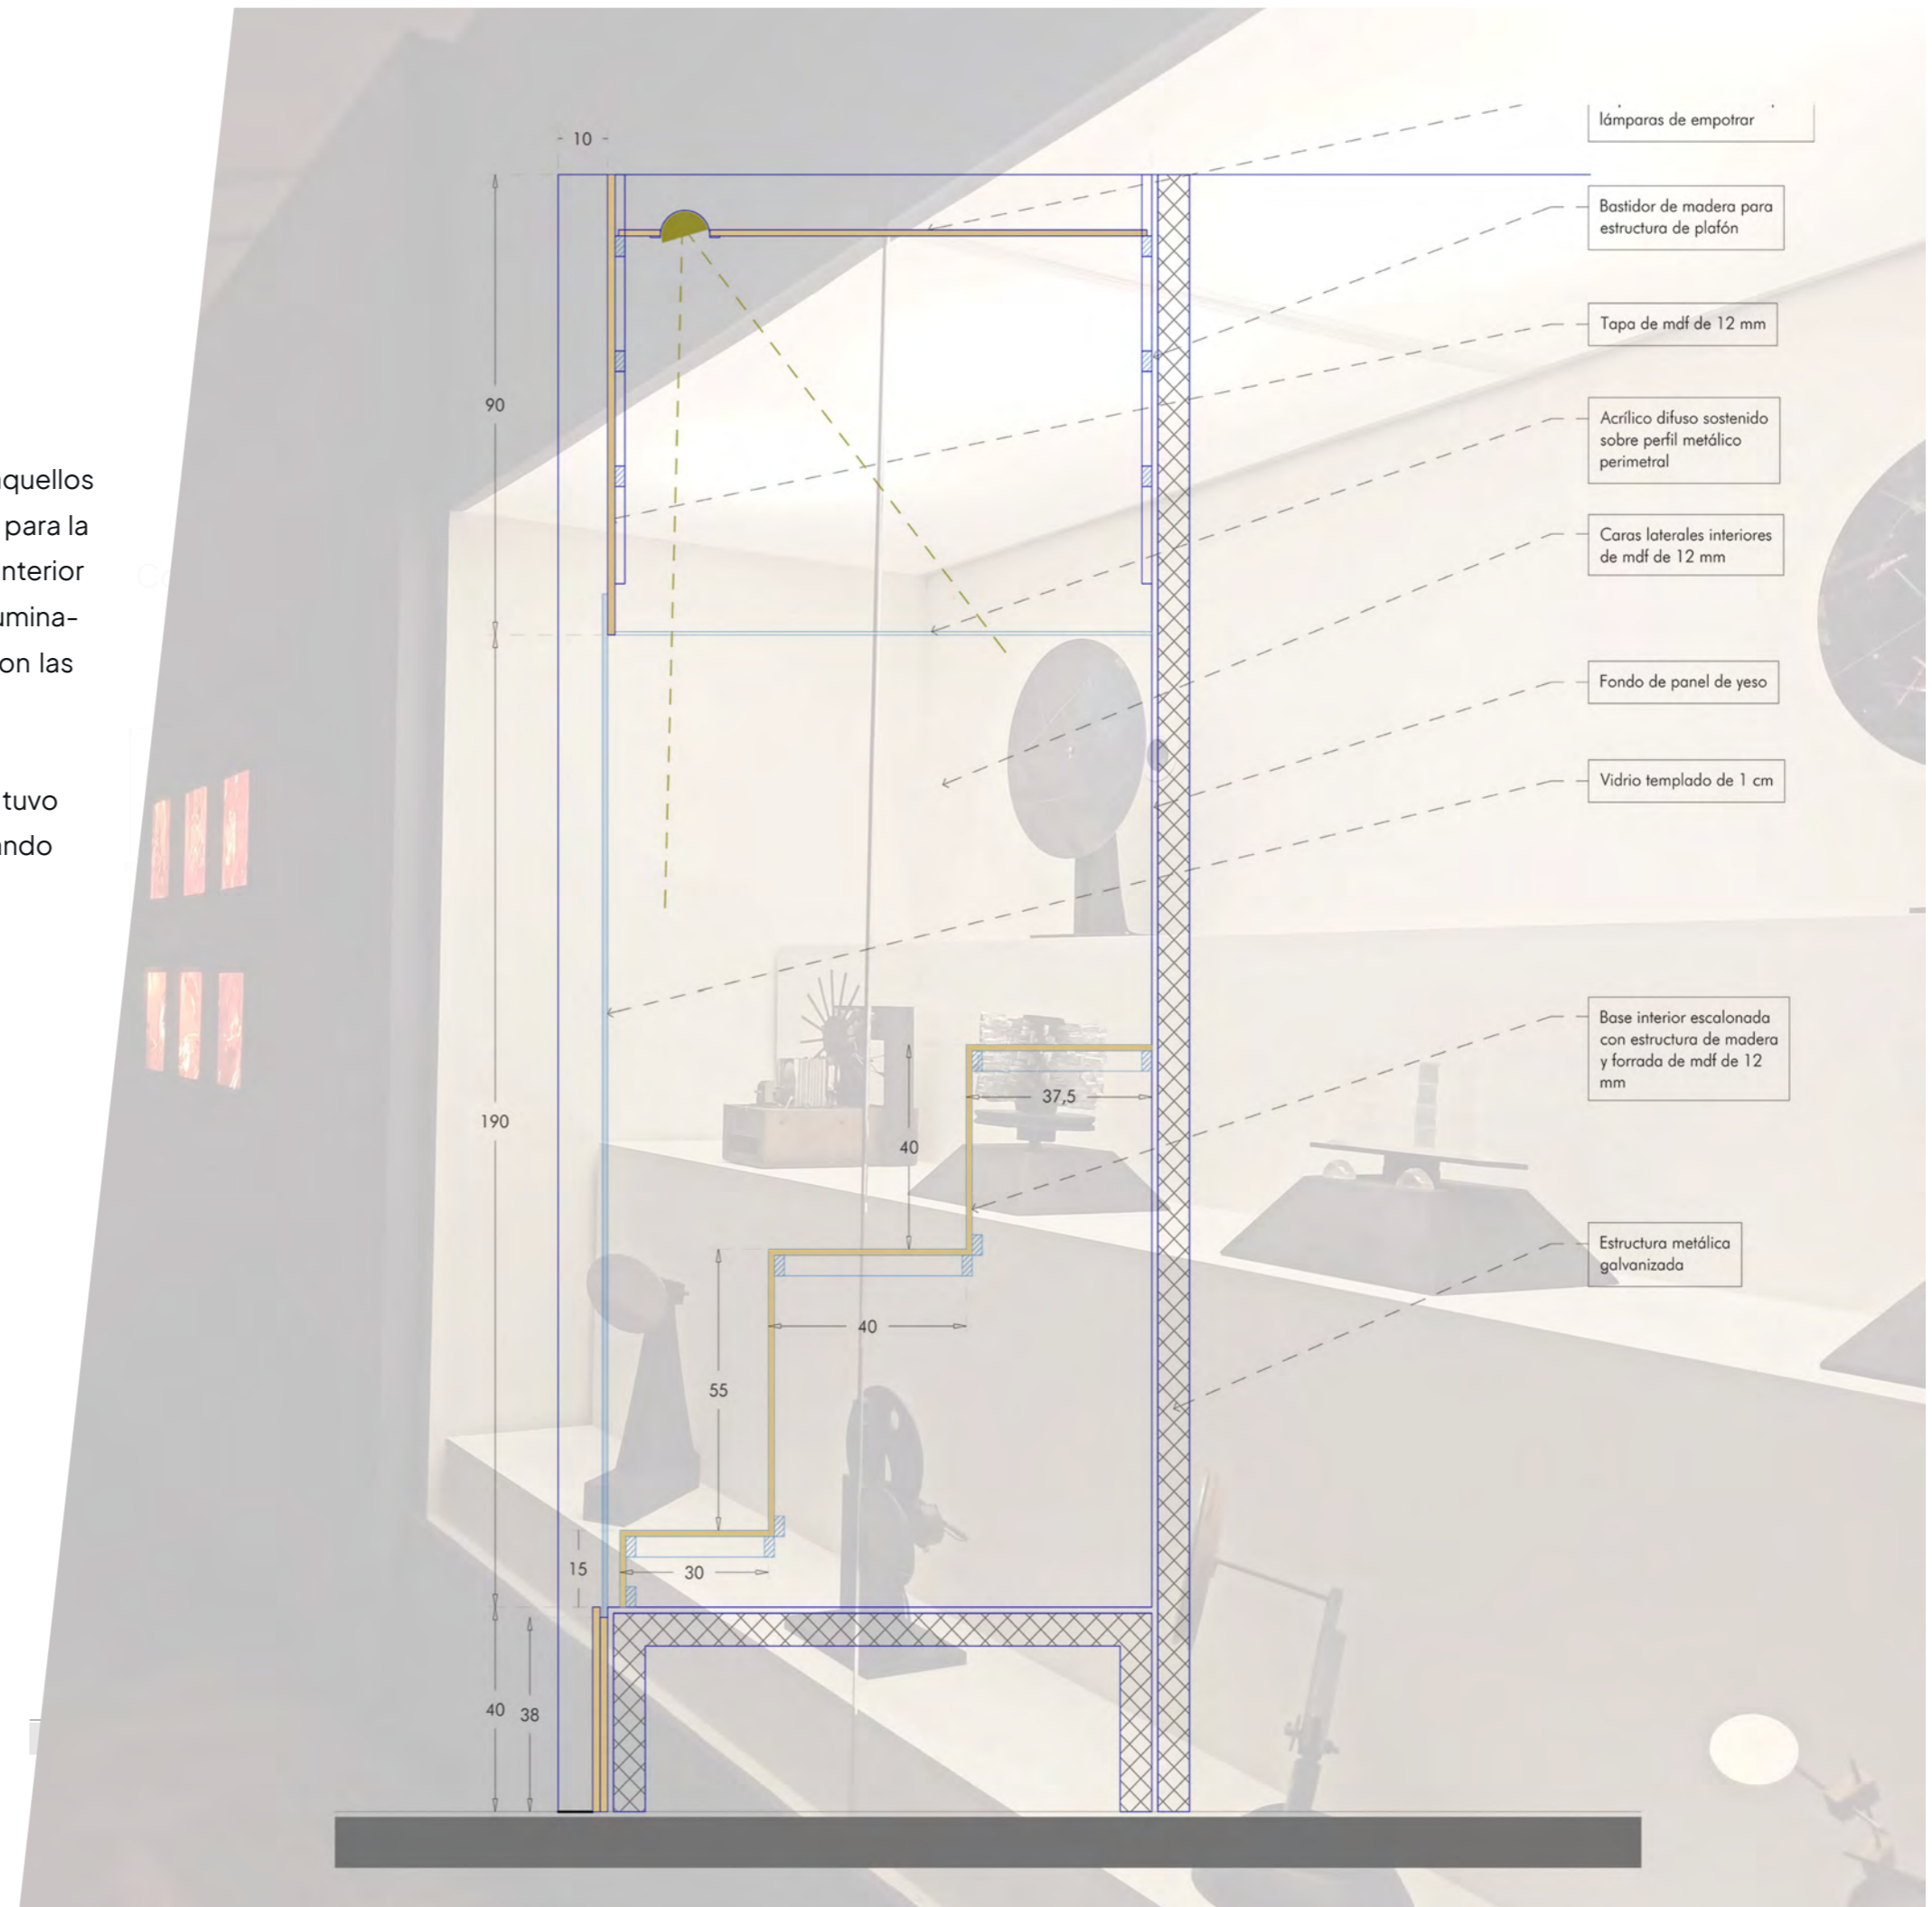 aquellos
para la
nterior
umina-
on las
tuvo
ando
10
90
190
40
38
15
30
55
40
40
37,5
lámparas de empotrar
Bastidor de madera para
estructura de plafón
Tapa de mdf de 12 mm
Acrílico difuso sostenido
sobre perfil metálico
perimetral
Caras laterales interiores
de mdf de 12 mm
Fondo de panel de yeso
Vidrio templado de 1 cm
Base interior escalonada
con estructura de madera
y forrada de mdf de 12
mm
Estructura metálica
galvanizada